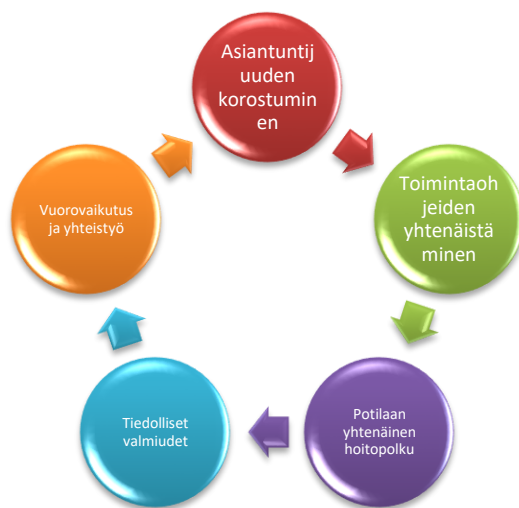 Asiantuntij
uuden
korostumin
en
Toimintaoh
jeiden
yhtenäistä
minen
Potilaan
yhtenäinen
hoitopolku
Tiedolliset
valmiudet
Vuorovaikutus
ja yhteistyö